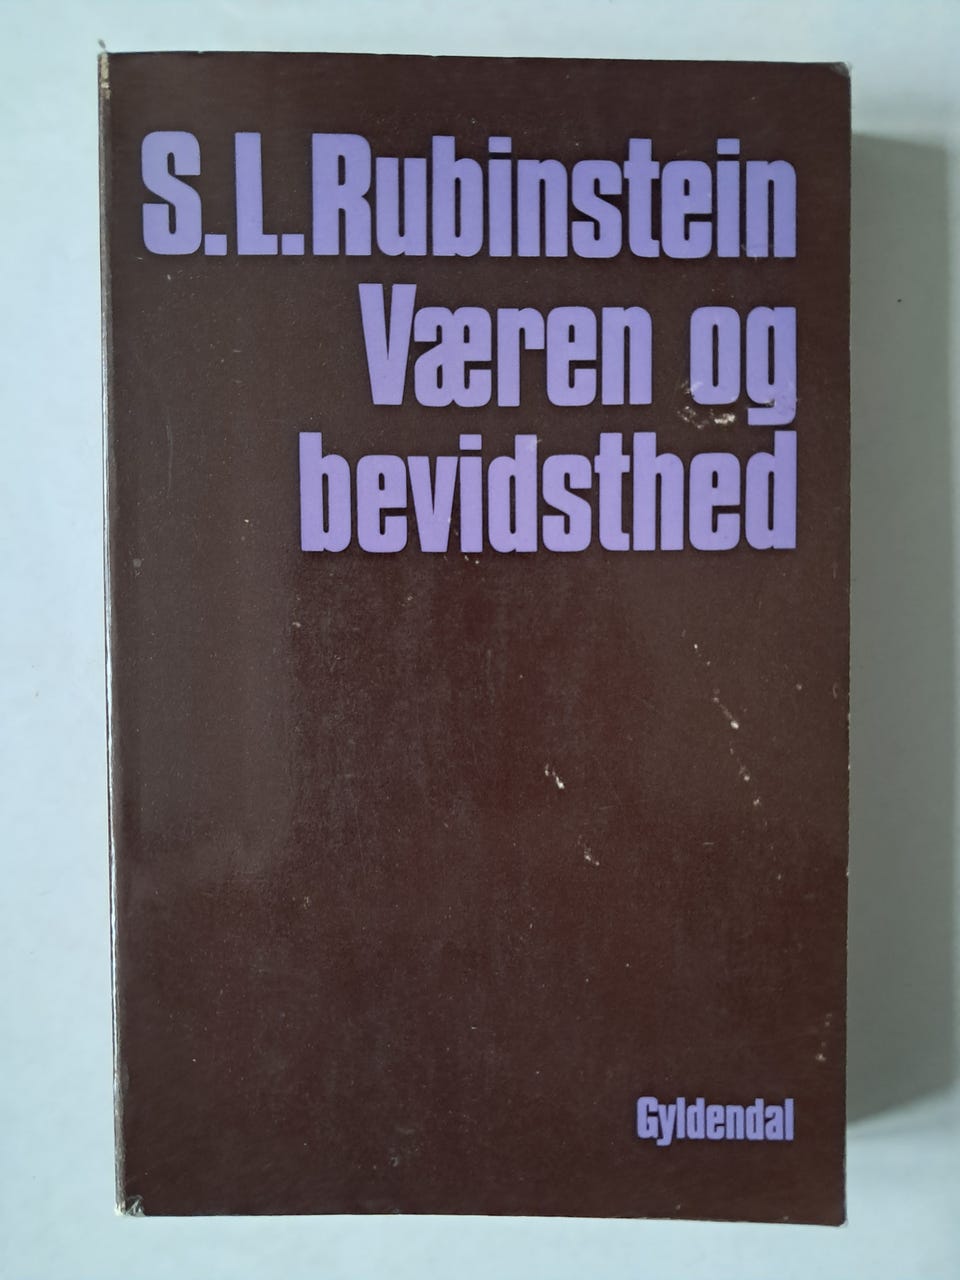 S.L.Rubinstein
Væren og
bevidsthed
Gyldendal